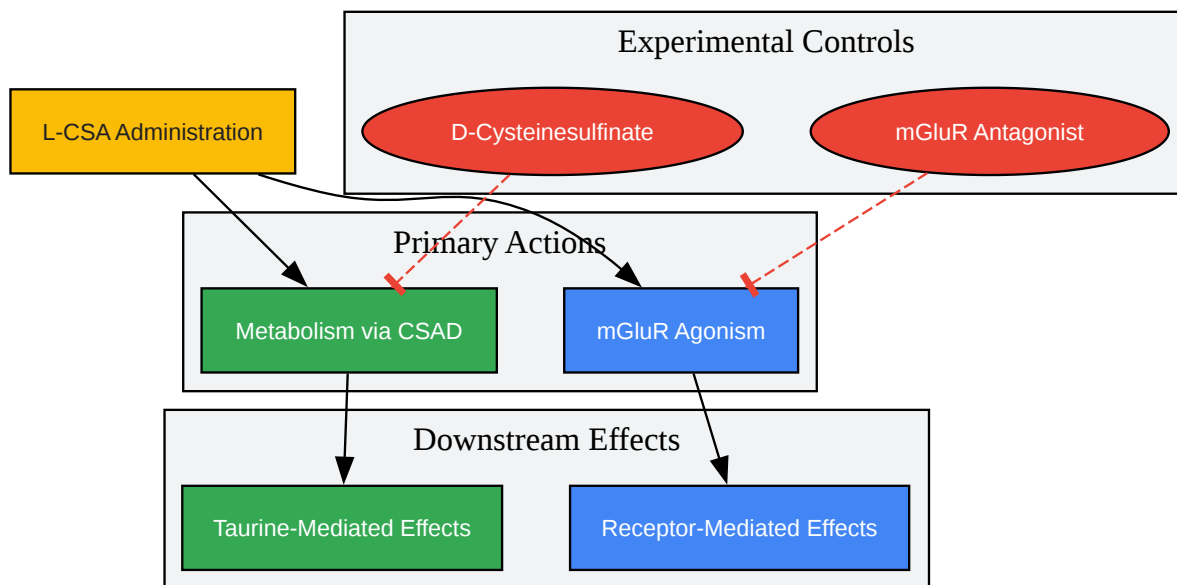 Experimental Controls
L-CSA Administration
D-Cysteinesulfinate
mGluR Antagonist
Primary Actions
Metabolism via CSAD
mGluR Agonism
Downstream Effects
Taurine-Mediated Effects
Receptor-Mediated Effects